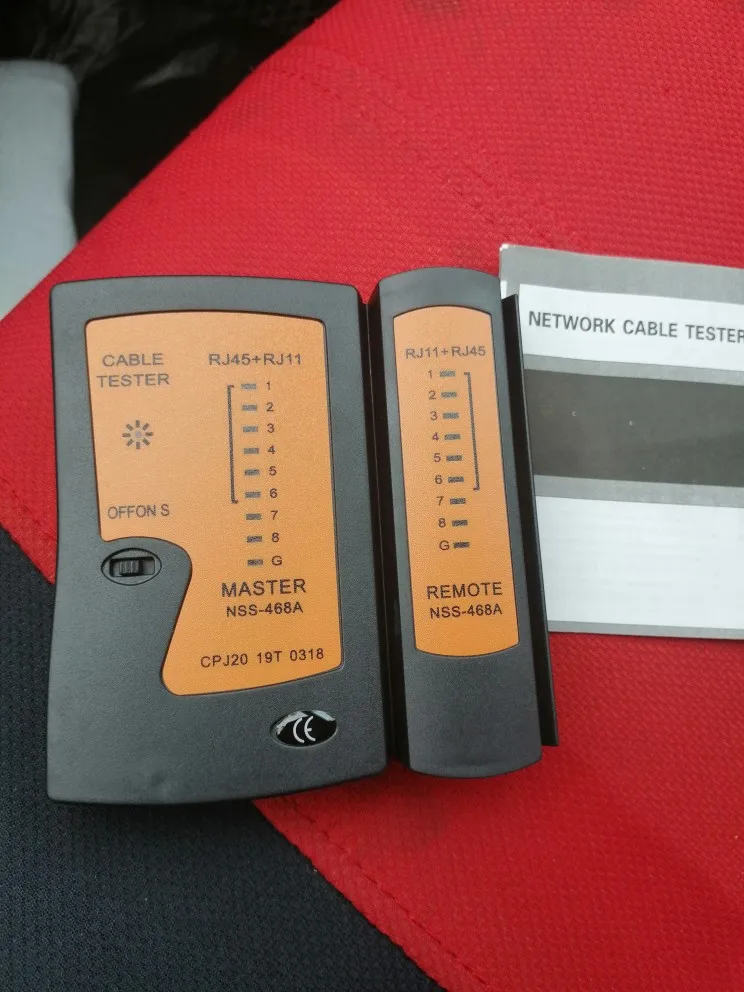 CABLE
TESTER
OFFON S
RJ45+RJ11
1
2
3
4
5
6
7
8
G
MASTER
NSS-468A
CPJ20 19T 0318
CE
RJ11+RJ45
1
2
3
4
5
6
7
8
G
REMOTE
NSS-468A
NETWORK CABLE TESTER